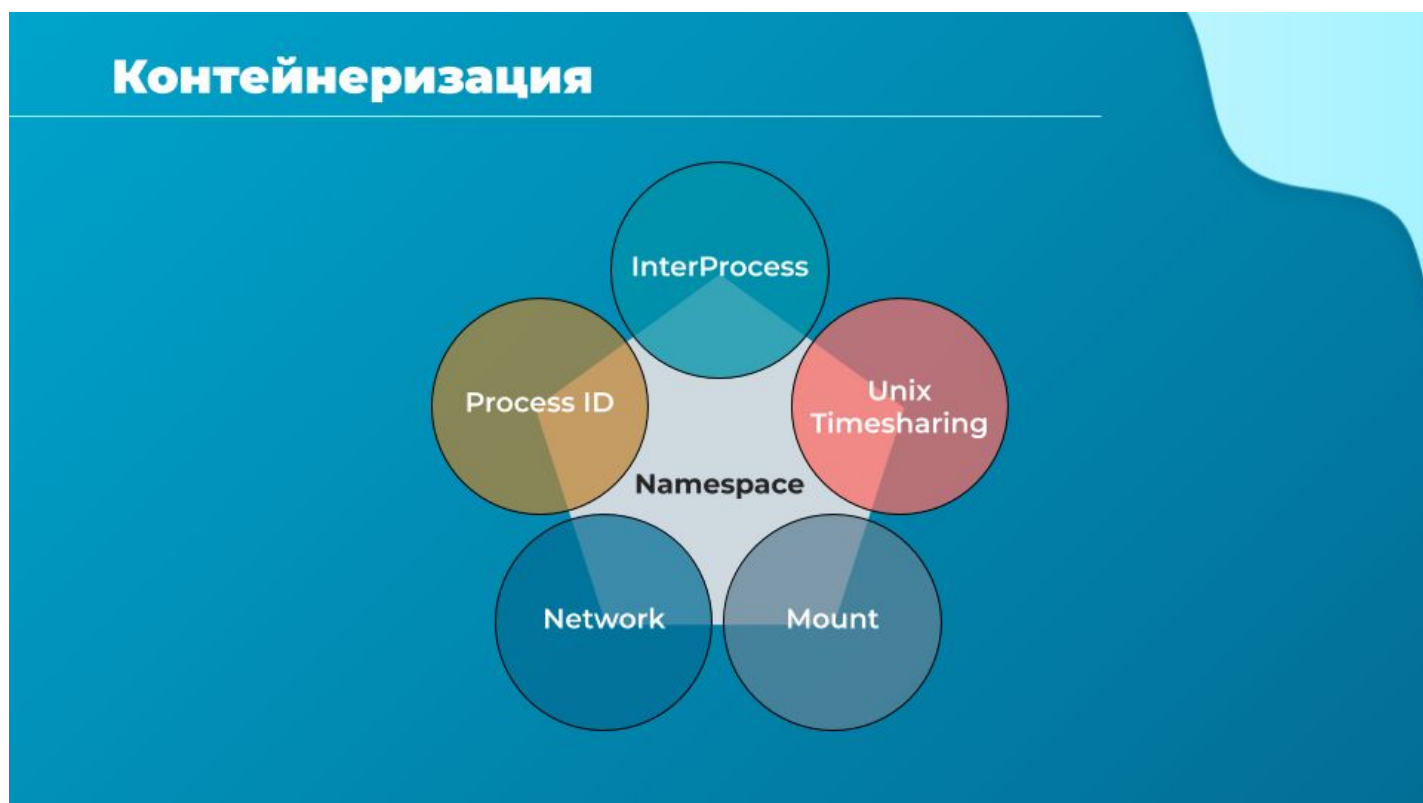 Контейнеризация
InterProcess
Process ID
Unix
Timesharing
Namespace
Network
Mount